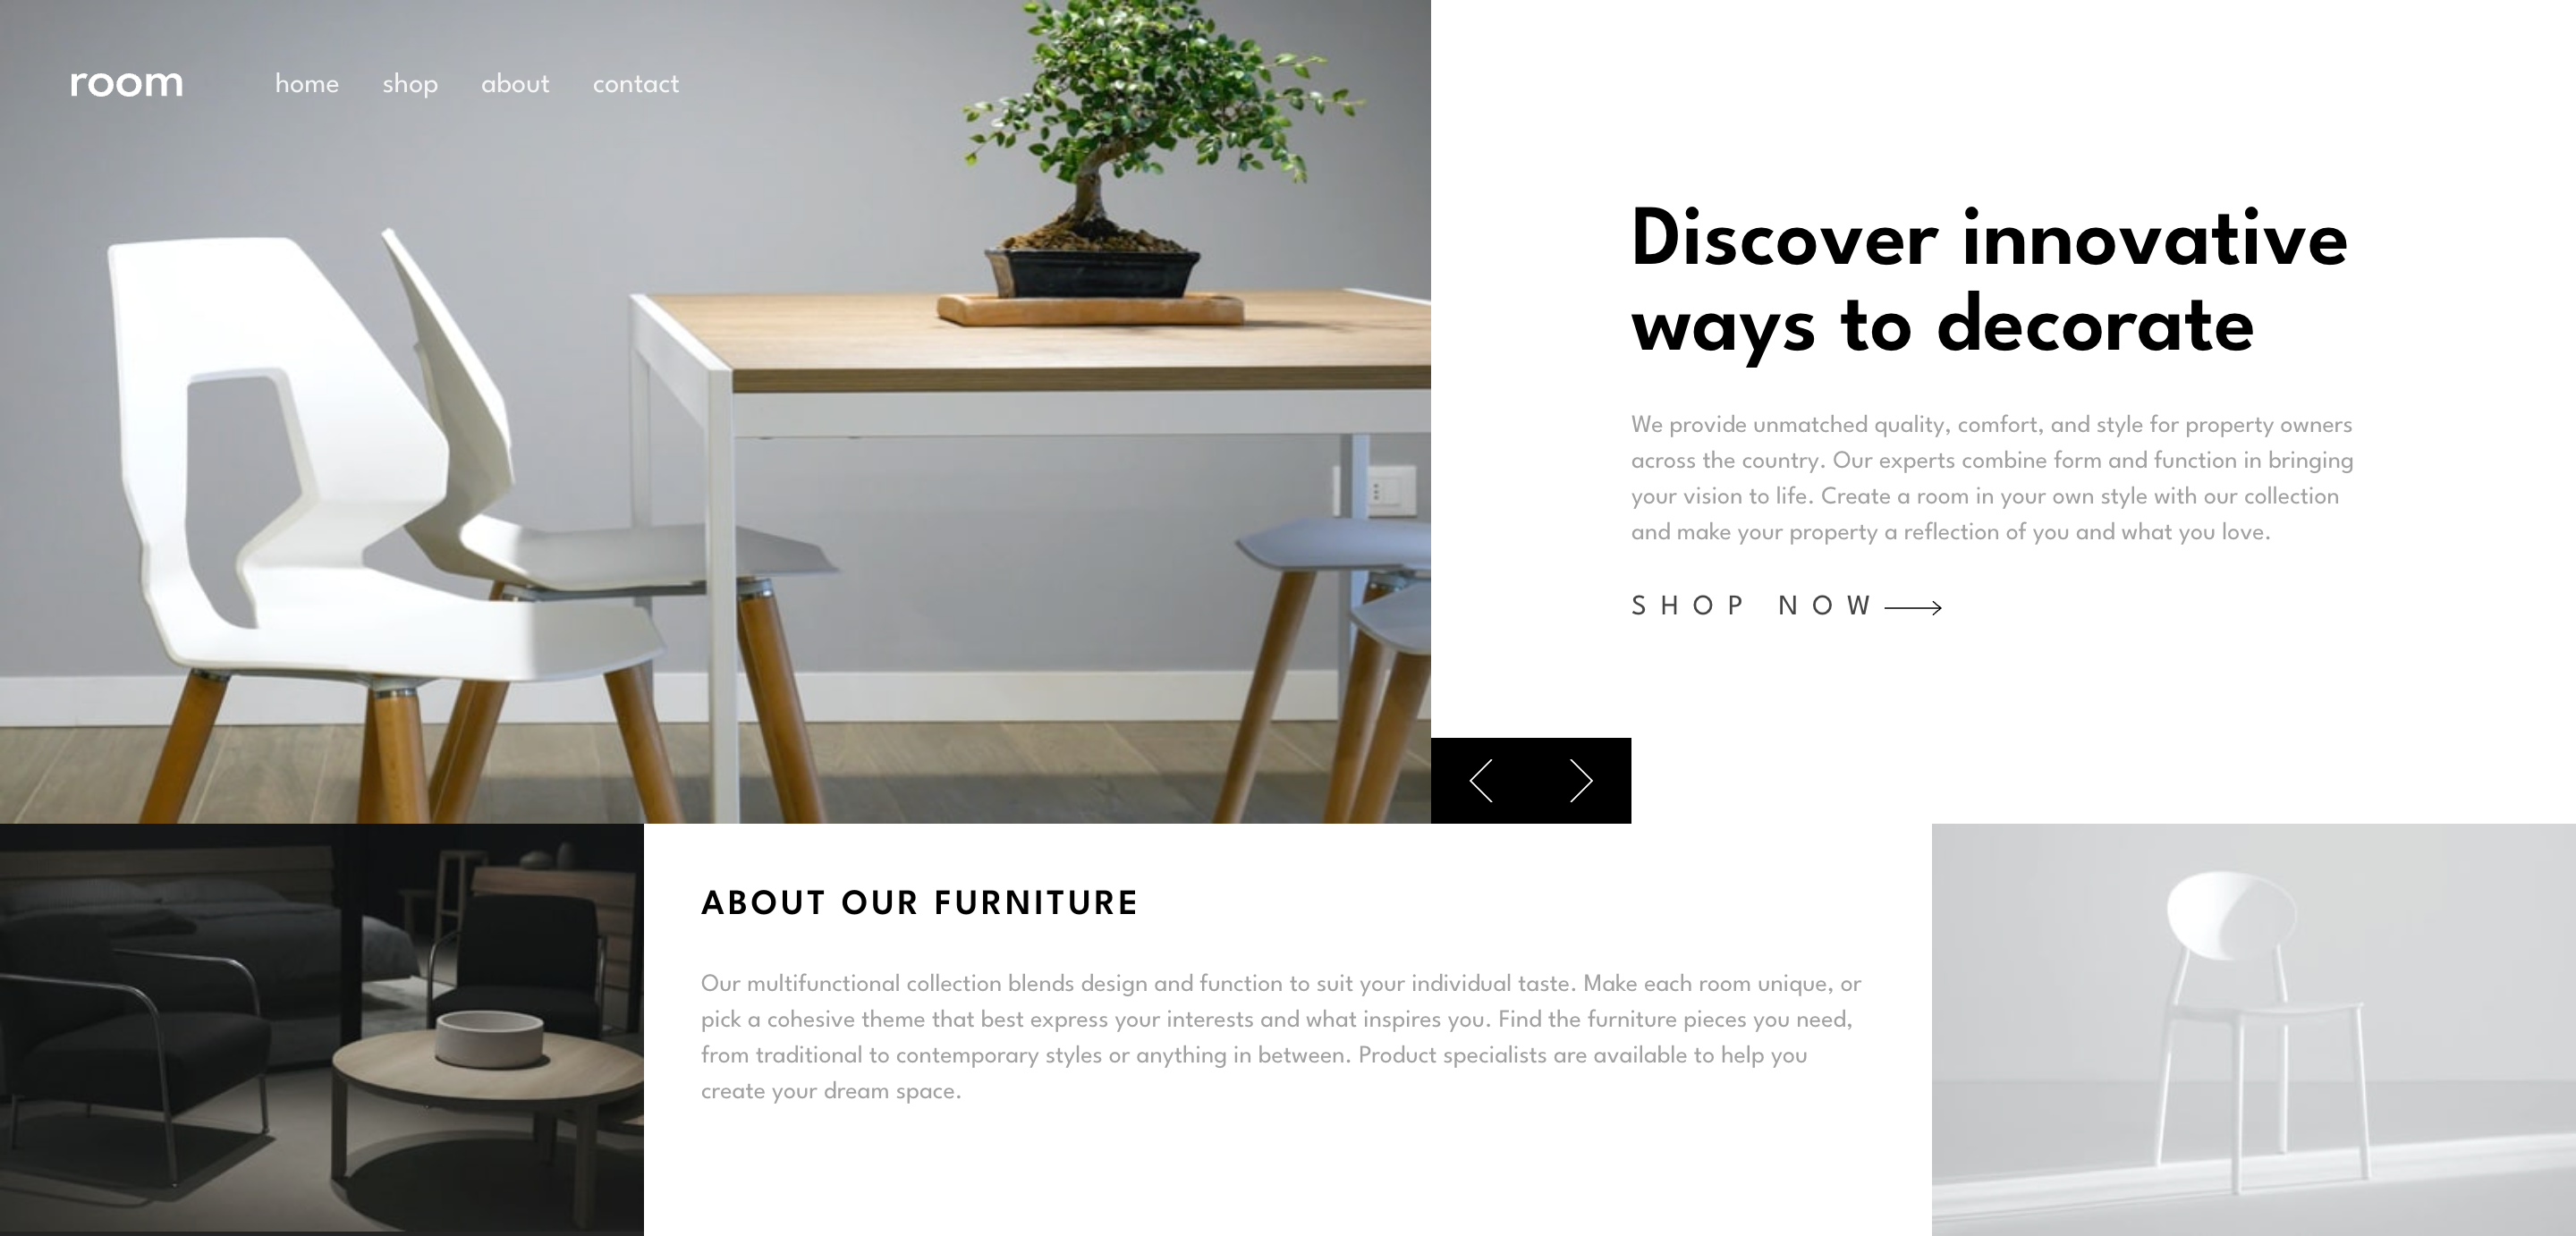 room
home shop about contact
Discover innovative
ways to decorate
We provide unmatched quality, comfort, and style for property owners
across the country. Our experts combine form and function in bringing
your vision to life. Create a room in your own style with our collection
and make your property a reflection of you and what you love.
SHOP NOW
ABOUT OUR FURNITURE
Our multifunctional collection blends design and function to suit your individual taste. Make each room unique, or
pick a cohesive theme that best express your interests and what inspires you. Find the furniture pieces you need,
from traditional to contemporary styles or anything in between. Product specialists are available to help you
create your dream space.